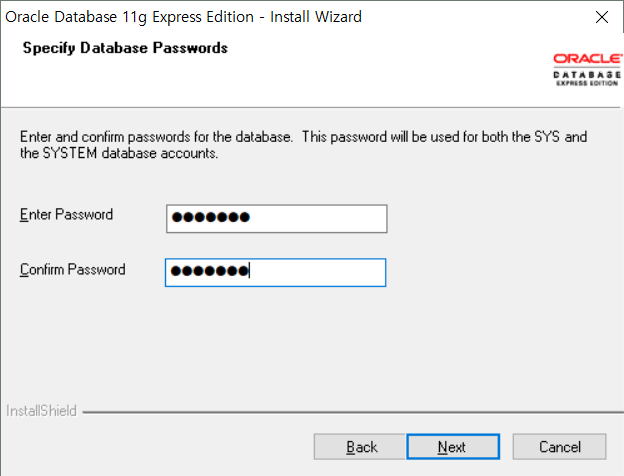 Oracle Database 11g Express Edition - Install Wizard
Specify Database Passwords
ORACLE
DATABASE
EXPRESS EDITION
Enter and confirm passwords for the database.  This password will be used for both the SYS and
the SYSTEM database accounts.
Enter Password ●●●●●●●
Confirm Password ●●●●●●●
InstallShield
Back Next Cancel